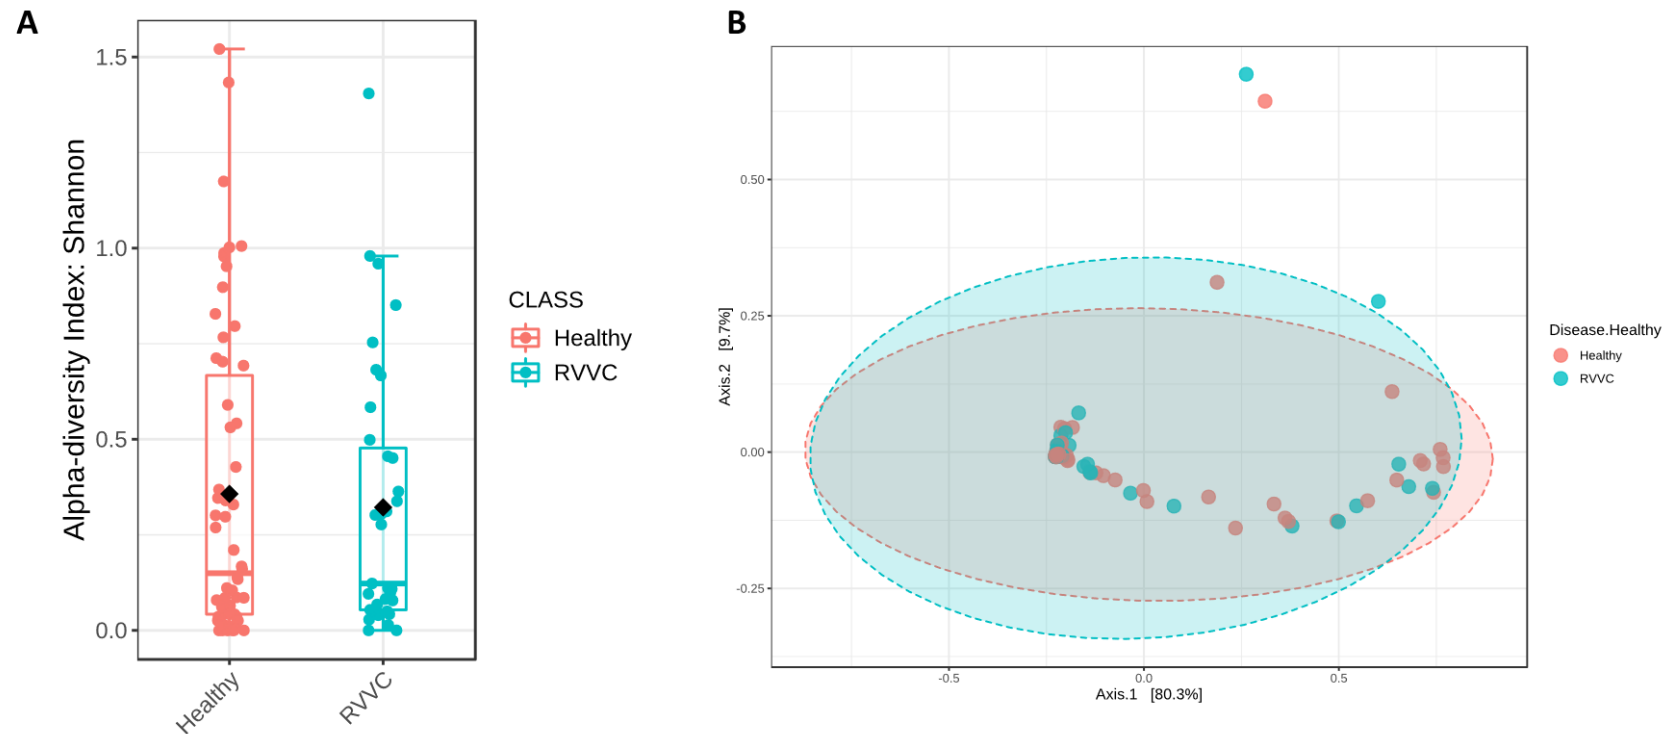 A
Alpha-diversity Index: Shannon
1.5
1.0
0.5
0.0
Healthy
RVVC
CLASS
Healthy
RVVC
B
Axis.2 [9.7%]
0.50
0.25
0.00
-0.25
-0.5
0.0
0.5
Axis.1 [80.3%]
Disease.Healthy
Healthy
RVVC